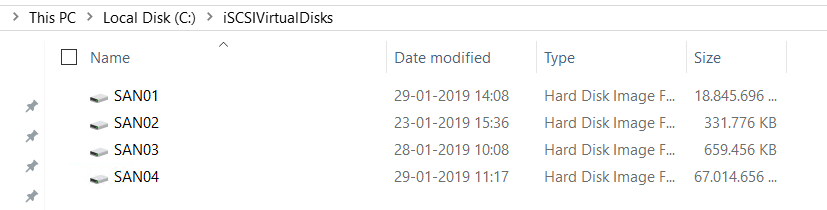 This PC > Local Disk (C:) > iSCSIVirtualDisks
Name Date modified Type Size
SAN01 29-01-2019 14:08 Hard Disk Image F... 18.845.696 ...
SAN02 23-01-2019 15:36 Hard Disk Image F... 331.776 KB
SAN03 28-01-2019 10:08 Hard Disk Image F... 659.456 KB
SAN04 29-01-2019 11:17 Hard Disk Image F... 67.014.656 ...